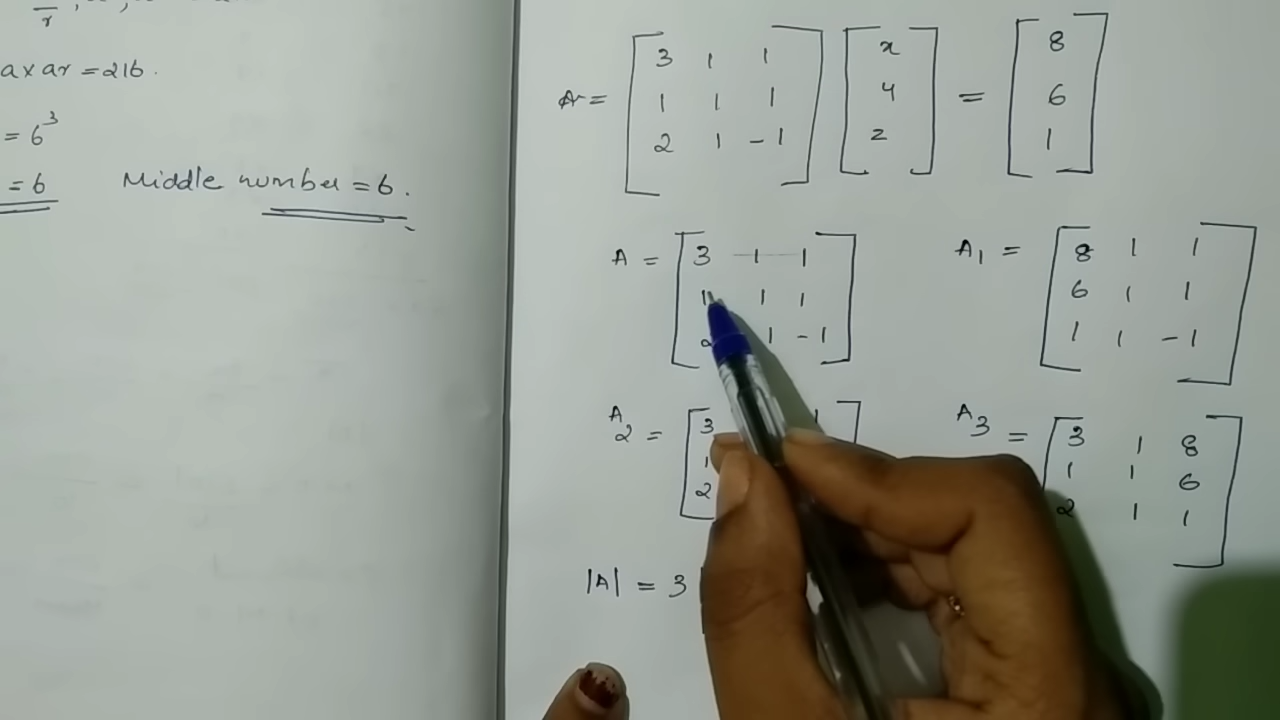 r
a x ar = 216.
= 6³
= 6 Middle number = 6.
A = [ 3 1 1 ] [ x ] = [ 8 ]
[ 1 1 1 ] [ y ] [ 6 ]
[ 2 1 -1 ] [ z ] [ 1 ]
A = [ 3 1 1 ] A1 = [ 8 1 1 ]
[ 1 1 1 ] [ 6 1 1 ]
[ 2 1 -1 ] [ 1 1 -1 ]
A2 = [ 3 A3 = [ 3 1 8 ]
[ 1 [ 1 1 6 ]
[ 2 [ 2 1 1 ]
|A| = 3